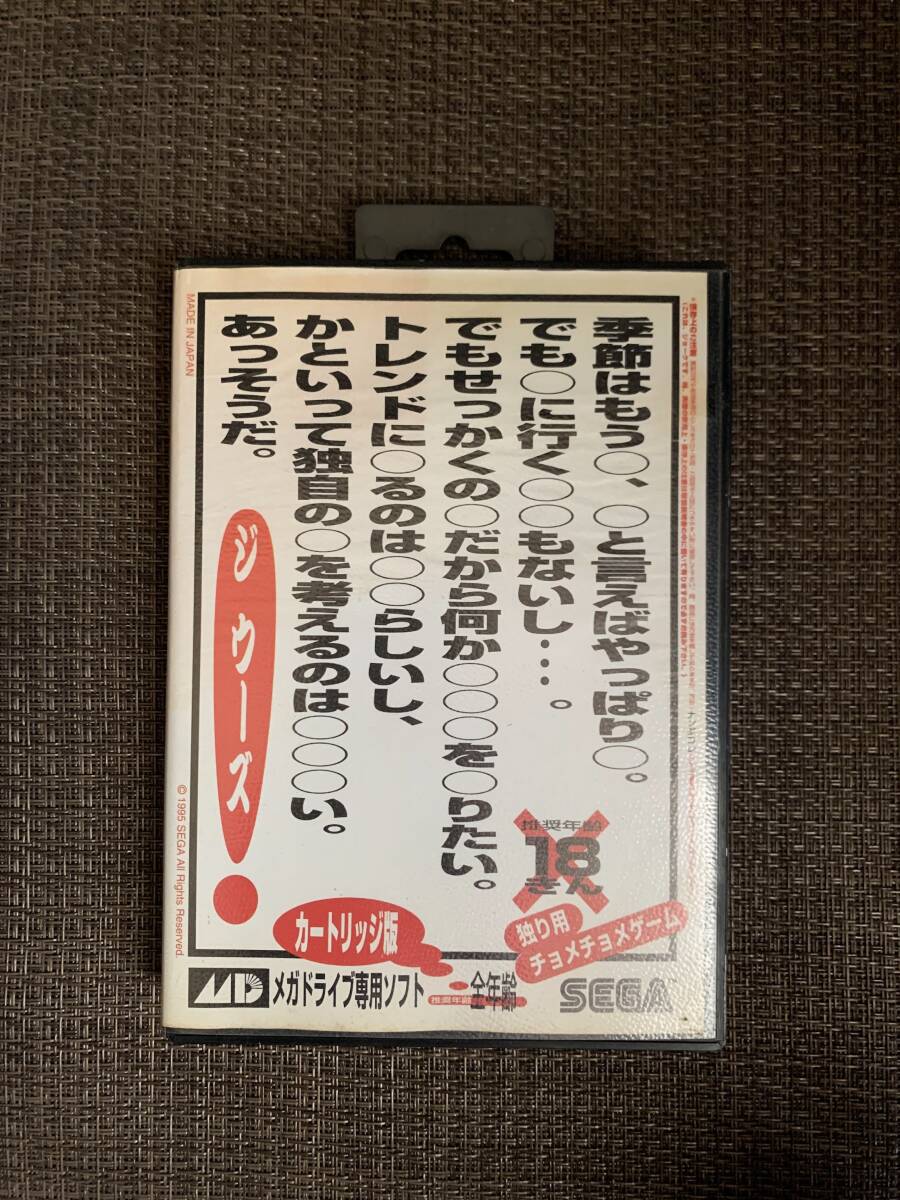 季節はもう○、○と言えばやっぱり○。
でも○に行く○○もないし…。
でもせっかくの○だから何か○○○を○りたい。
トレンドに○るのは○○らしいし、
かといって独自の○を考えるのは○○○い。
あっそうだ。
ジ ウーズ!
推奨年齢
18
きん
独り用
チョメチョメゲーム
カートリッジ版
MD メガドライブ専用ソフト
推奨年齢
全年齢
SEGA
MADE IN JAPAN
© 1995 SEGA All Rights Reserved.